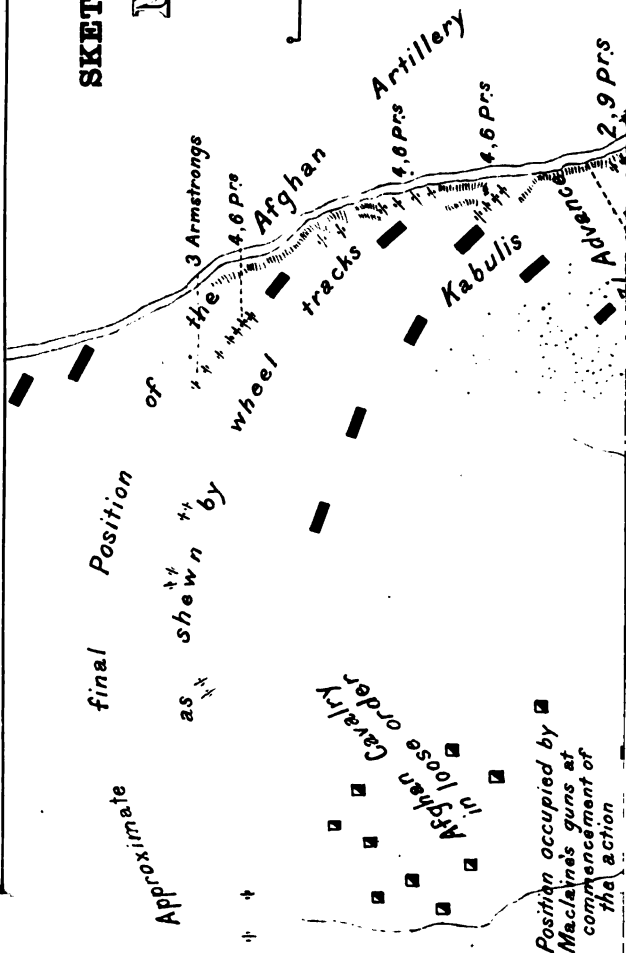 SKET
Approximate final Position of the Afghan Artillery
as shewn by wheel tracks
3 Armstrongs
4,6 Prs
4,6 Prs
4,6 Prs
2,9 Prs
Kabulis
Advance
Afghan Cavalry
in loose order
Position occupied by
Maclaine's guns at
commencement of
the action